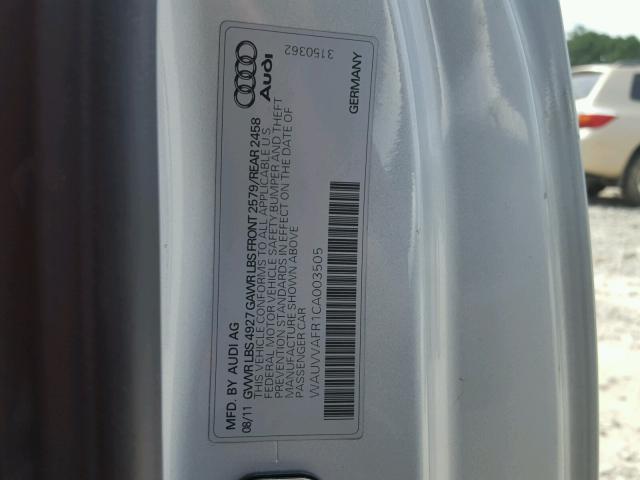 Audi
3150362
GERMANY
MFD. BY AUDI AG
08/11 GVWR LBS 4927 GAWR LBS FRONT 2579/REAR 2458
THIS VEHICLE CONFORMS TO ALL APPLICABLE U.S.
FEDERAL MOTOR VEHICLE SAFETY BUMPER AND THEFT
PREVENTION STANDARDS IN EFFECT ON THE DATE OF
MANUFACTURE SHOWN ABOVE
PASSENGER CAR
WAUVVAFR1CA003505